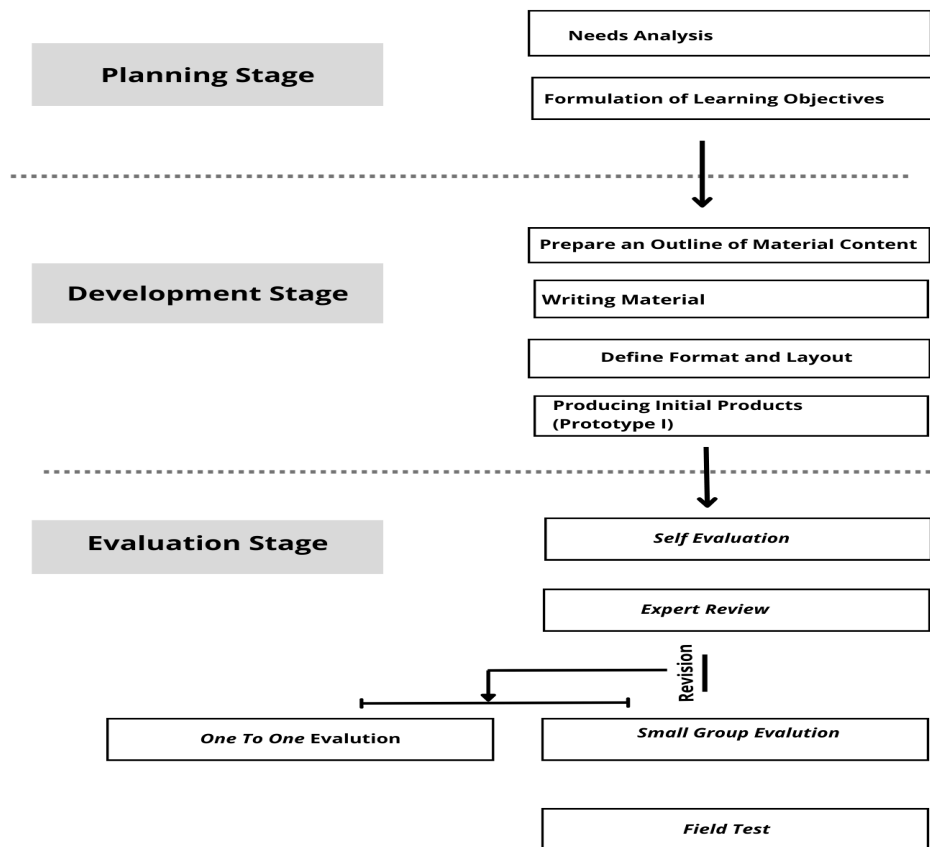 Needs Analysis
Planning Stage
Formulation of Learning Objectives
Prepare an Outline of Material Content
Development Stage
Writing Material
Define Format and Layout
Producing Initial Products
(Prototype I)
Evaluation Stage
Self Evaluation
Expert Review
Revision
One To One Evalution
Small Group Evalution
Field Test